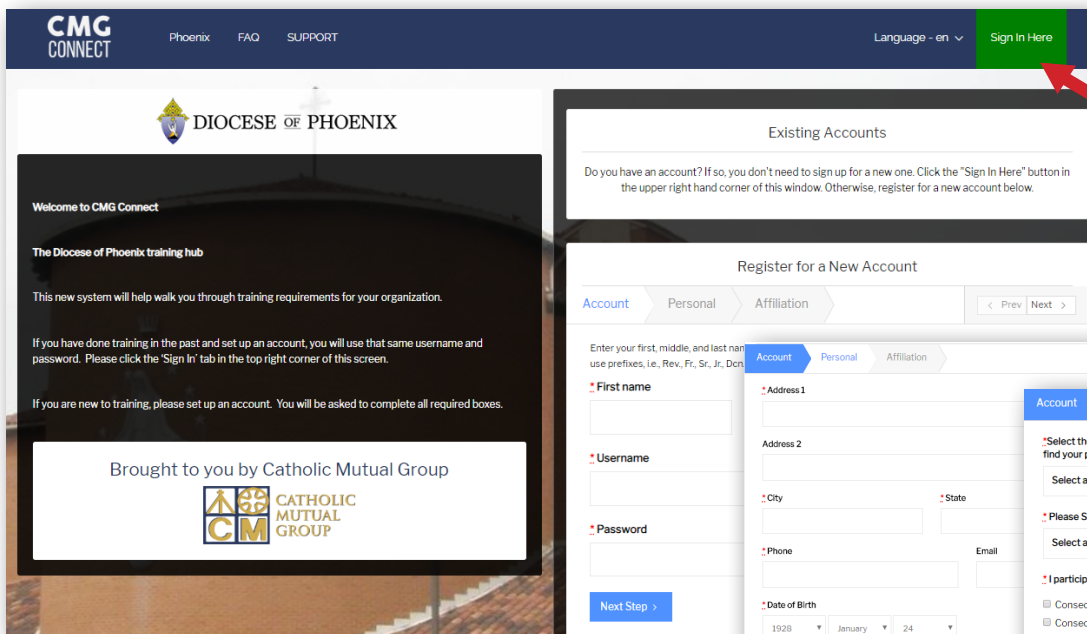 CMG
CONNECT
Phoenix FAQ SUPPORT
Language - en
Sign In Here
DIOCESE OF PHOENIX
Welcome to CMG Connect
The Diocese of Phoenix training hub
This new system will help walk you through training requirements for your organization.
If you have done training in the past and set up an account, you will use that same username and
password. Please click the 'Sign In' tab in the top right corner of this screen.
If you are new to training, please set up an account. You will be asked to complete all required boxes.
Brought to you by Catholic Mutual Group
CM
CATHOLIC
MUTUAL
GROUP
Existing Accounts
Do you have an account? If so, you don't need to sign up for a new one. Click the "Sign In Here" button in
the upper right hand corner of this window. Otherwise, register for a new account below.
Register for a New Account
Account Personal Affiliation
< Prev Next >
Enter your first, middle, and last
use prefixes, i.e., Rev., Fr., Sr., Jr., Dcn.
* First name
* Username
* Password
Next Step >
Account Personal Affiliation
* Address 1
Address 2
* City * State
* Phone Email
* Date of Birth
1928 January 24
Account
*Select
find your
Select
* Please
Select
* I